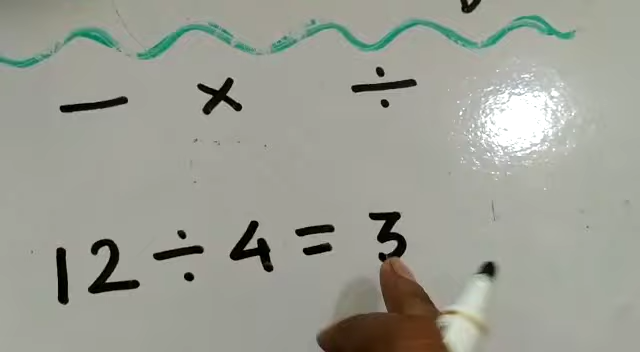 − × ÷
12 ÷ 4 = 3